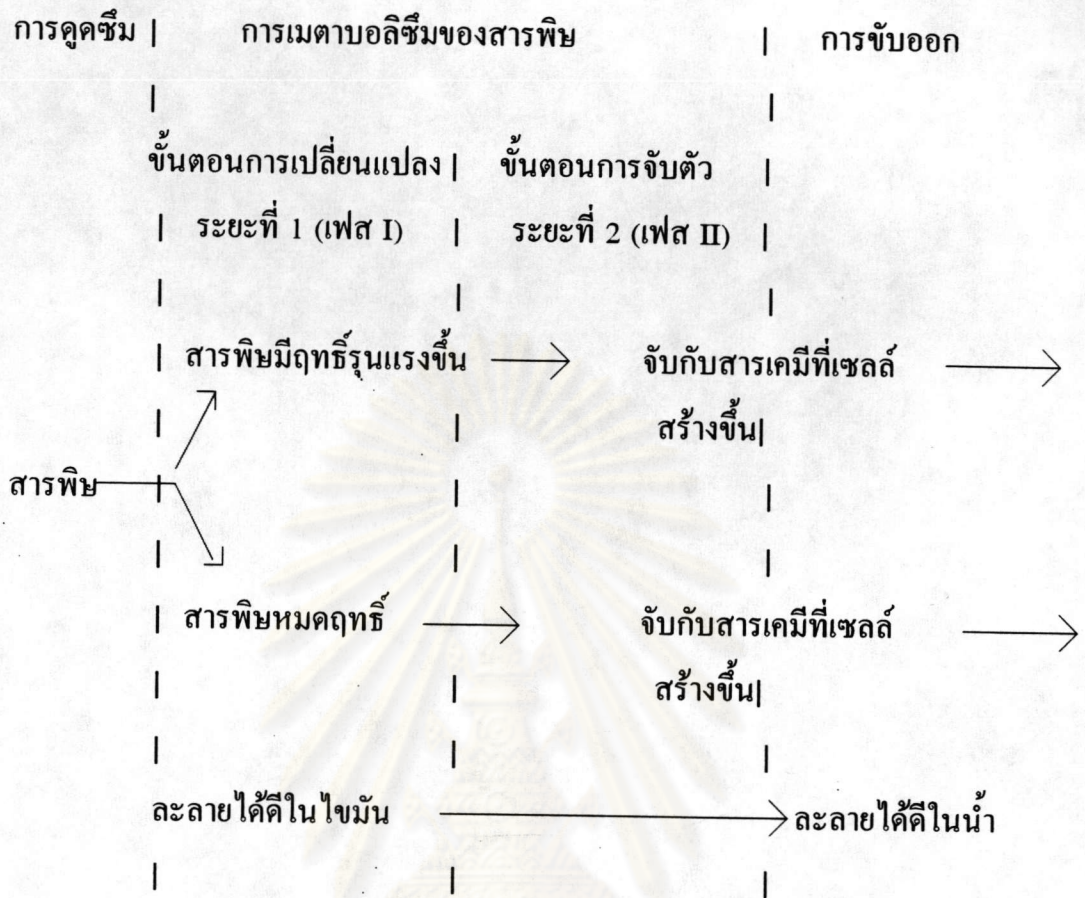 การดูดซึม | การเมตาบอลิซึมของสารพิษ | การขับออก
ขั้นตอนการเปลี่ยนแปลง | ขั้นตอนการจับตัว |
| ระยะที่ 1 (เฟส I) | ระยะที่ 2 (เฟส II) |
| สารพิษมีฤทธิ์รุนแรงขึ้น จับกับสารเคมีที่เซลล์
สร้างขึ้น|
สารพิษ
| สารพิษหมดฤทธิ์ จับกับสารเคมีที่เซลล์
สร้างขึ้น|
ละลายได้ดีในไขมัน ละลายได้ดีในน้ำ